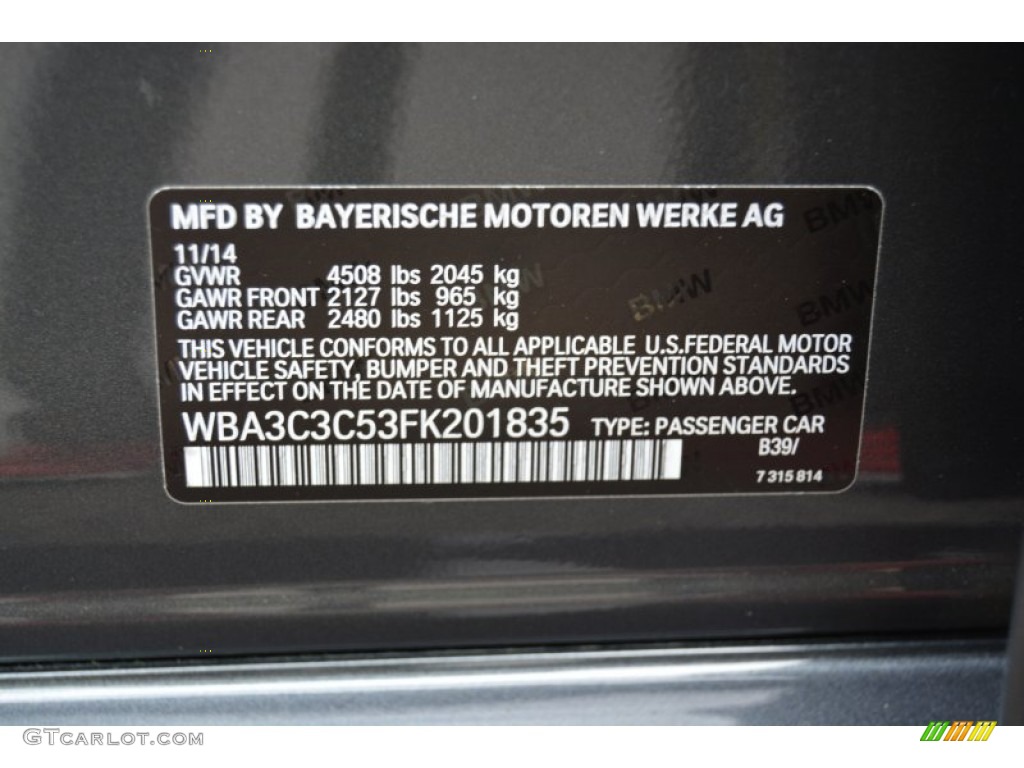 MFD BY BAYERISCHE MOTOREN WERKE AG
11/14
GVWR 4508 lbs 2045 kg
GAWR FRONT 2127 lbs 965 kg
GAWR REAR 2480 lbs 1125 kg
THIS VEHICLE CONFORMS TO ALL APPLICABLE U.S.FEDERAL MOTOR
VEHICLE SAFETY, BUMPER AND THEFT PREVENTION STANDARDS
IN EFFECT ON THE DATE OF MANUFACTURE SHOWN ABOVE.
WBA3C3C53FK201835 TYPE: PASSENGER CAR
B39/
7 315 814
BMW
BMW
BMW
GTCARLOT.COM